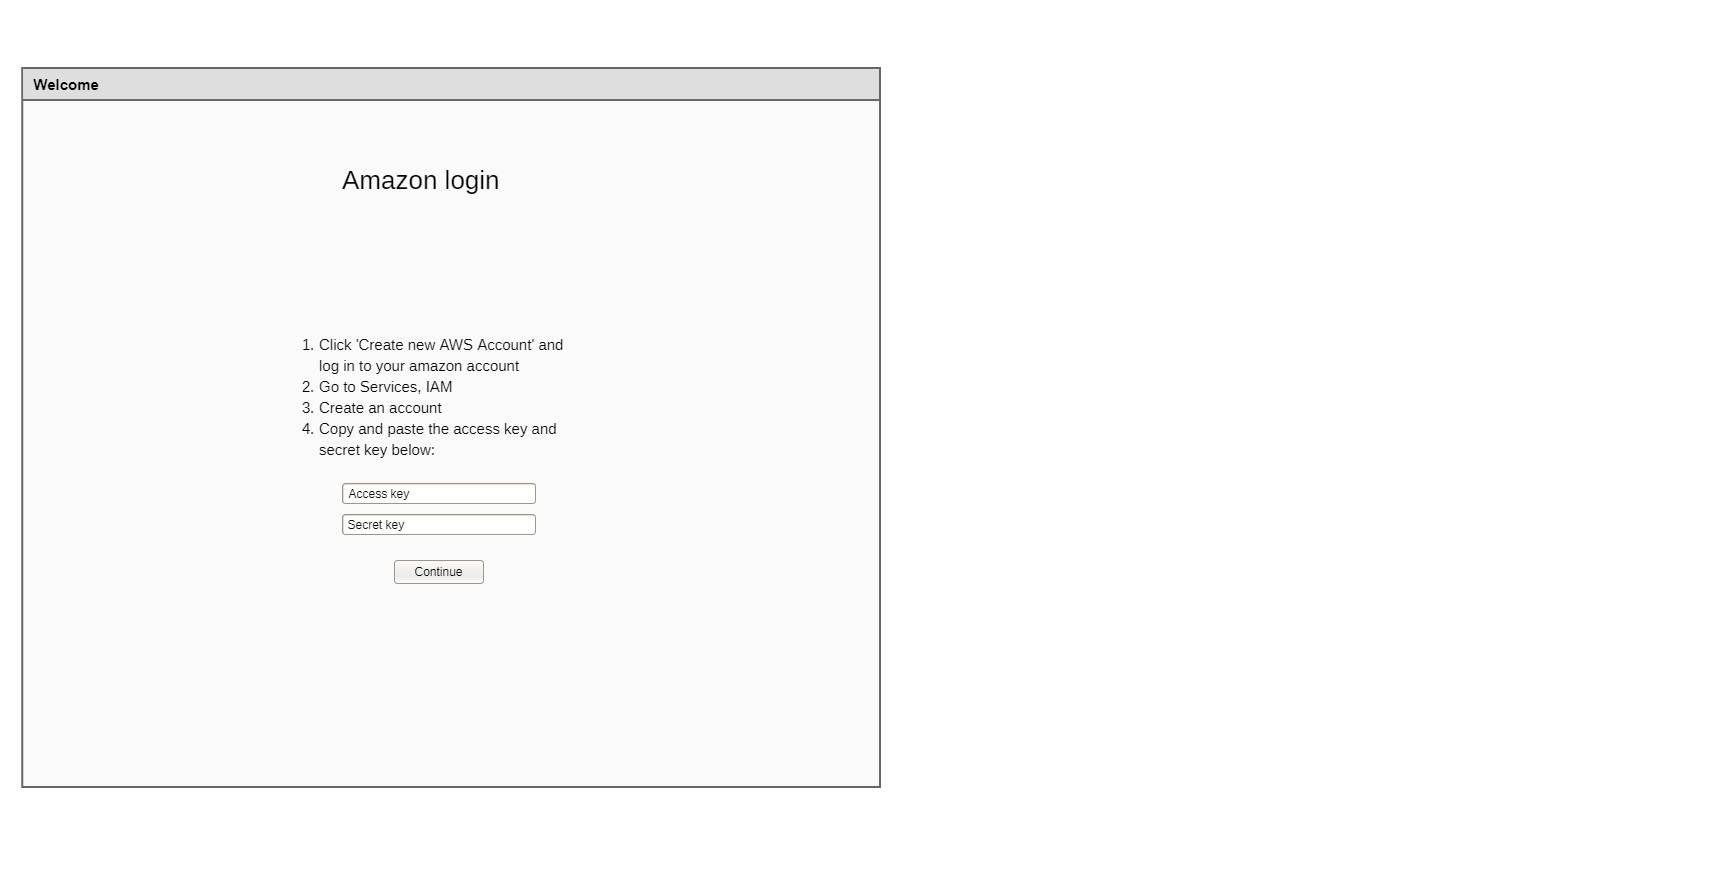 Welcome
Amazon login
1. Click 'Create new AWS Account' and
log in to your amazon account
2. Go to Services, IAM
3. Create an account
4. Copy and paste the access key and
secret key below:
Access key
Secret key
Continue